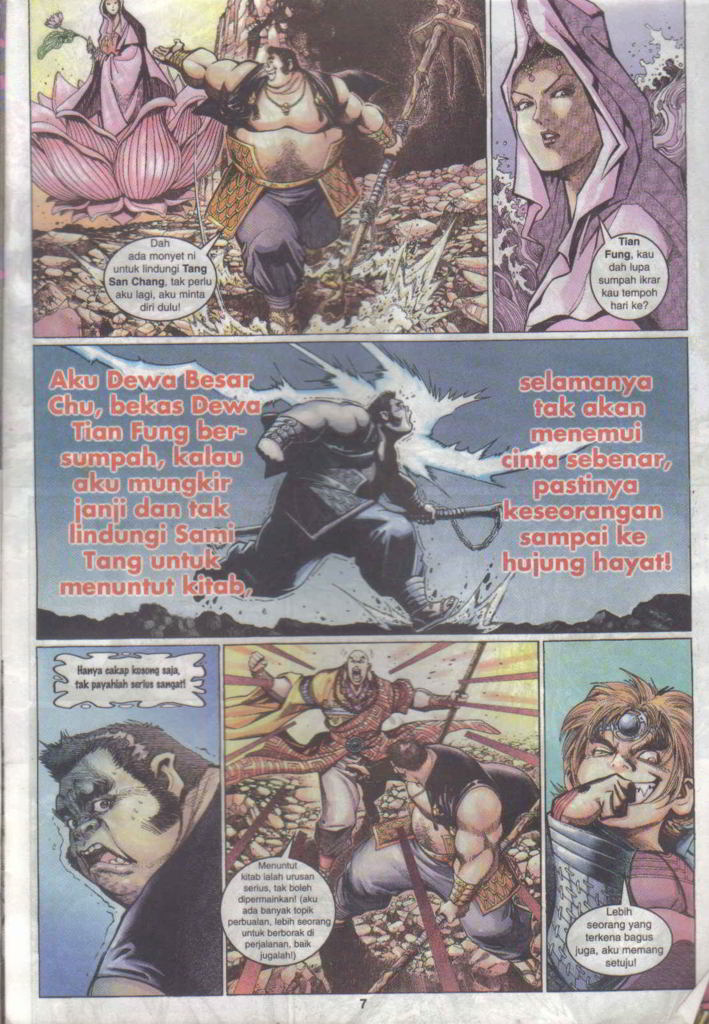 Dah
ada monyet ni
untuk lindungi Tang
San Chang, tak perlu
aku lagi, aku minta
diri dulu!
Tian
Fung, kau
dah lupa
sumpah ikrar
kau tempoh
hari ke?
Aku Dewa Besar
Chu, bekas Dewa
Tian Fung ber-
sumpah, kalau
aku mungkir
janji dan tak
lindungi Sami
Tang untuk
menuntut kitab,
selamanya
tak akan
menemui
cinta sebenar,
pastinya
keseorangan
sampai ke
hujung hayat!
Hanya cakap kosong saja,
tak payahlah serius sangat!
Menuntut
kitab ialah urusan
serius, tak boleh
dipermainkan! (aku
ada banyak topik
perbualan, lebih seorang
untuk berborak di
perjalanan, baik
jugalah!)
Lebih
seorang yang
terkena bagus
juga, aku memang
setuju!
7